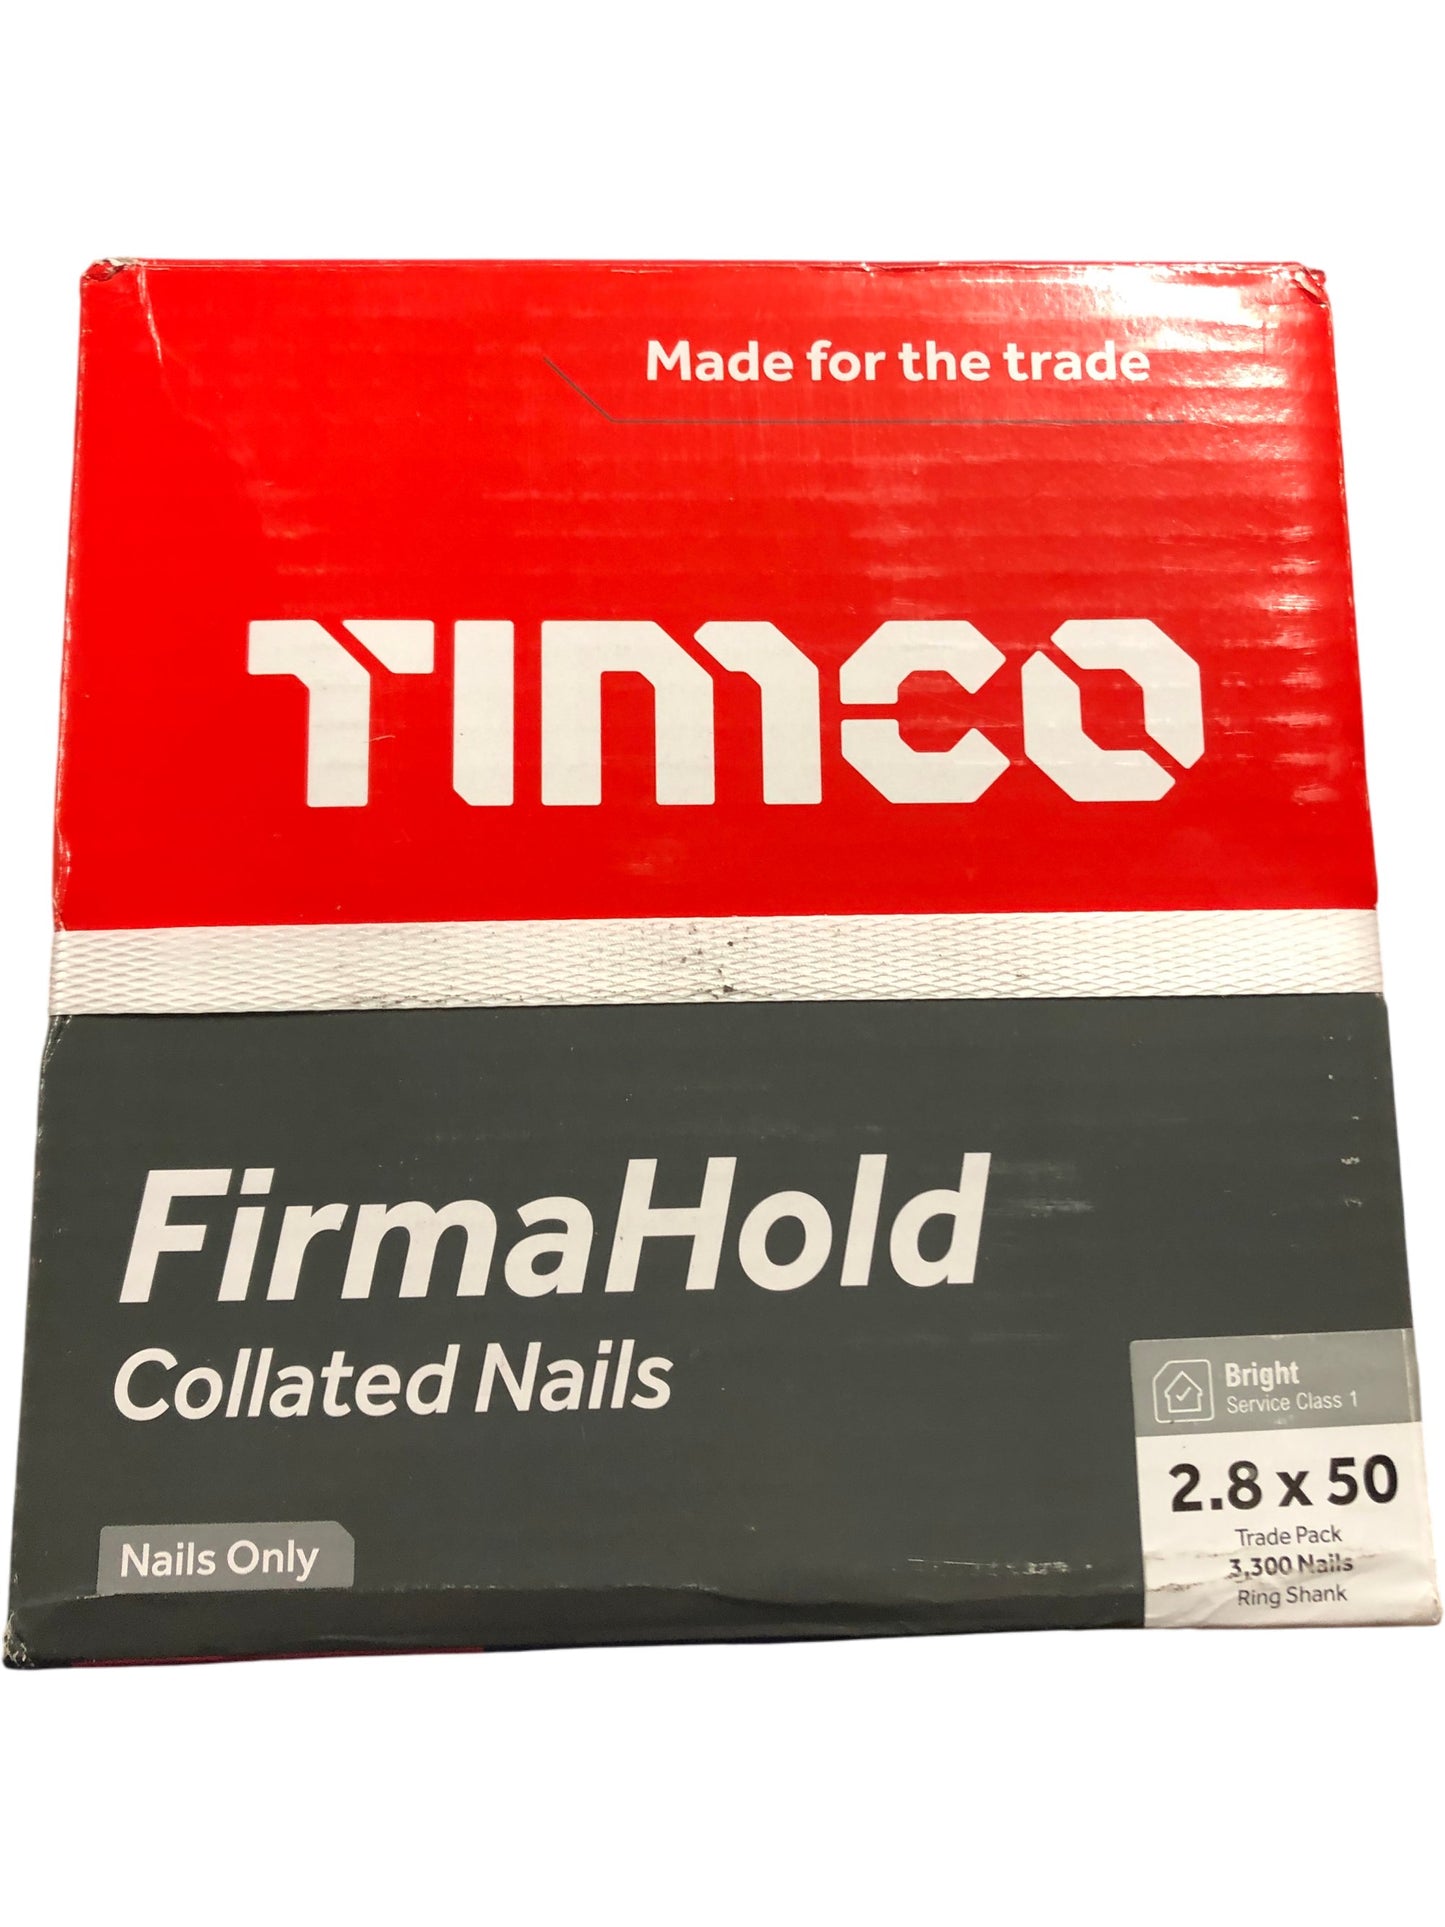 Made for the trade
TIMCO
FirmaHold
Collated Nails
Nails Only
Bright
Service Class 1
2.8 x 50
Trade Pack
3,300 Nails
Ring Shank